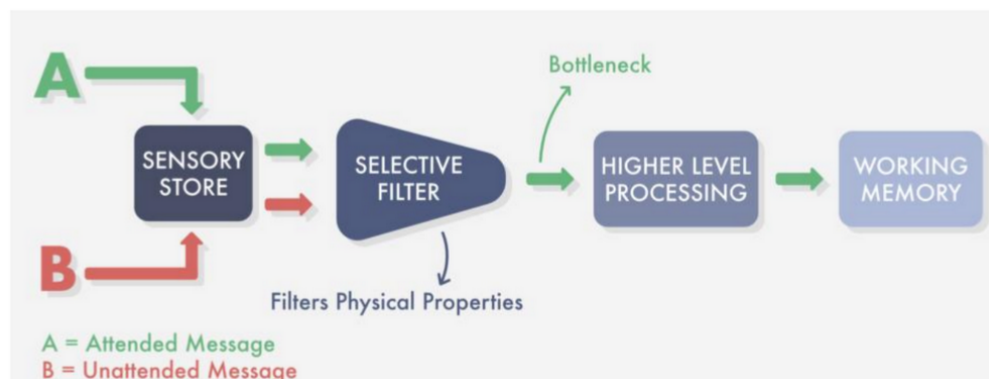 A
Bottleneck
SENSORY
STORE
SELECTIVE
FILTER
HIGHER LEVEL
PROCESSING
WORKING
MEMORY
B
Filters Physical Properties
A = Attended Message
B = Unattended Message